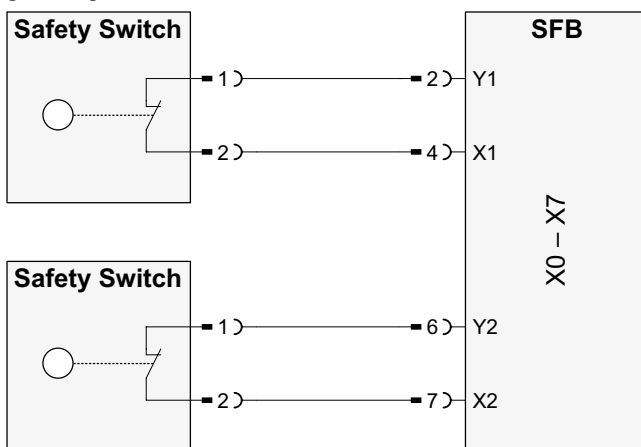 Safety Switch
SFB
1 2 Y1
2 4 X1
X0 – X7
Safety Switch
1 6 Y2
2 7 X2